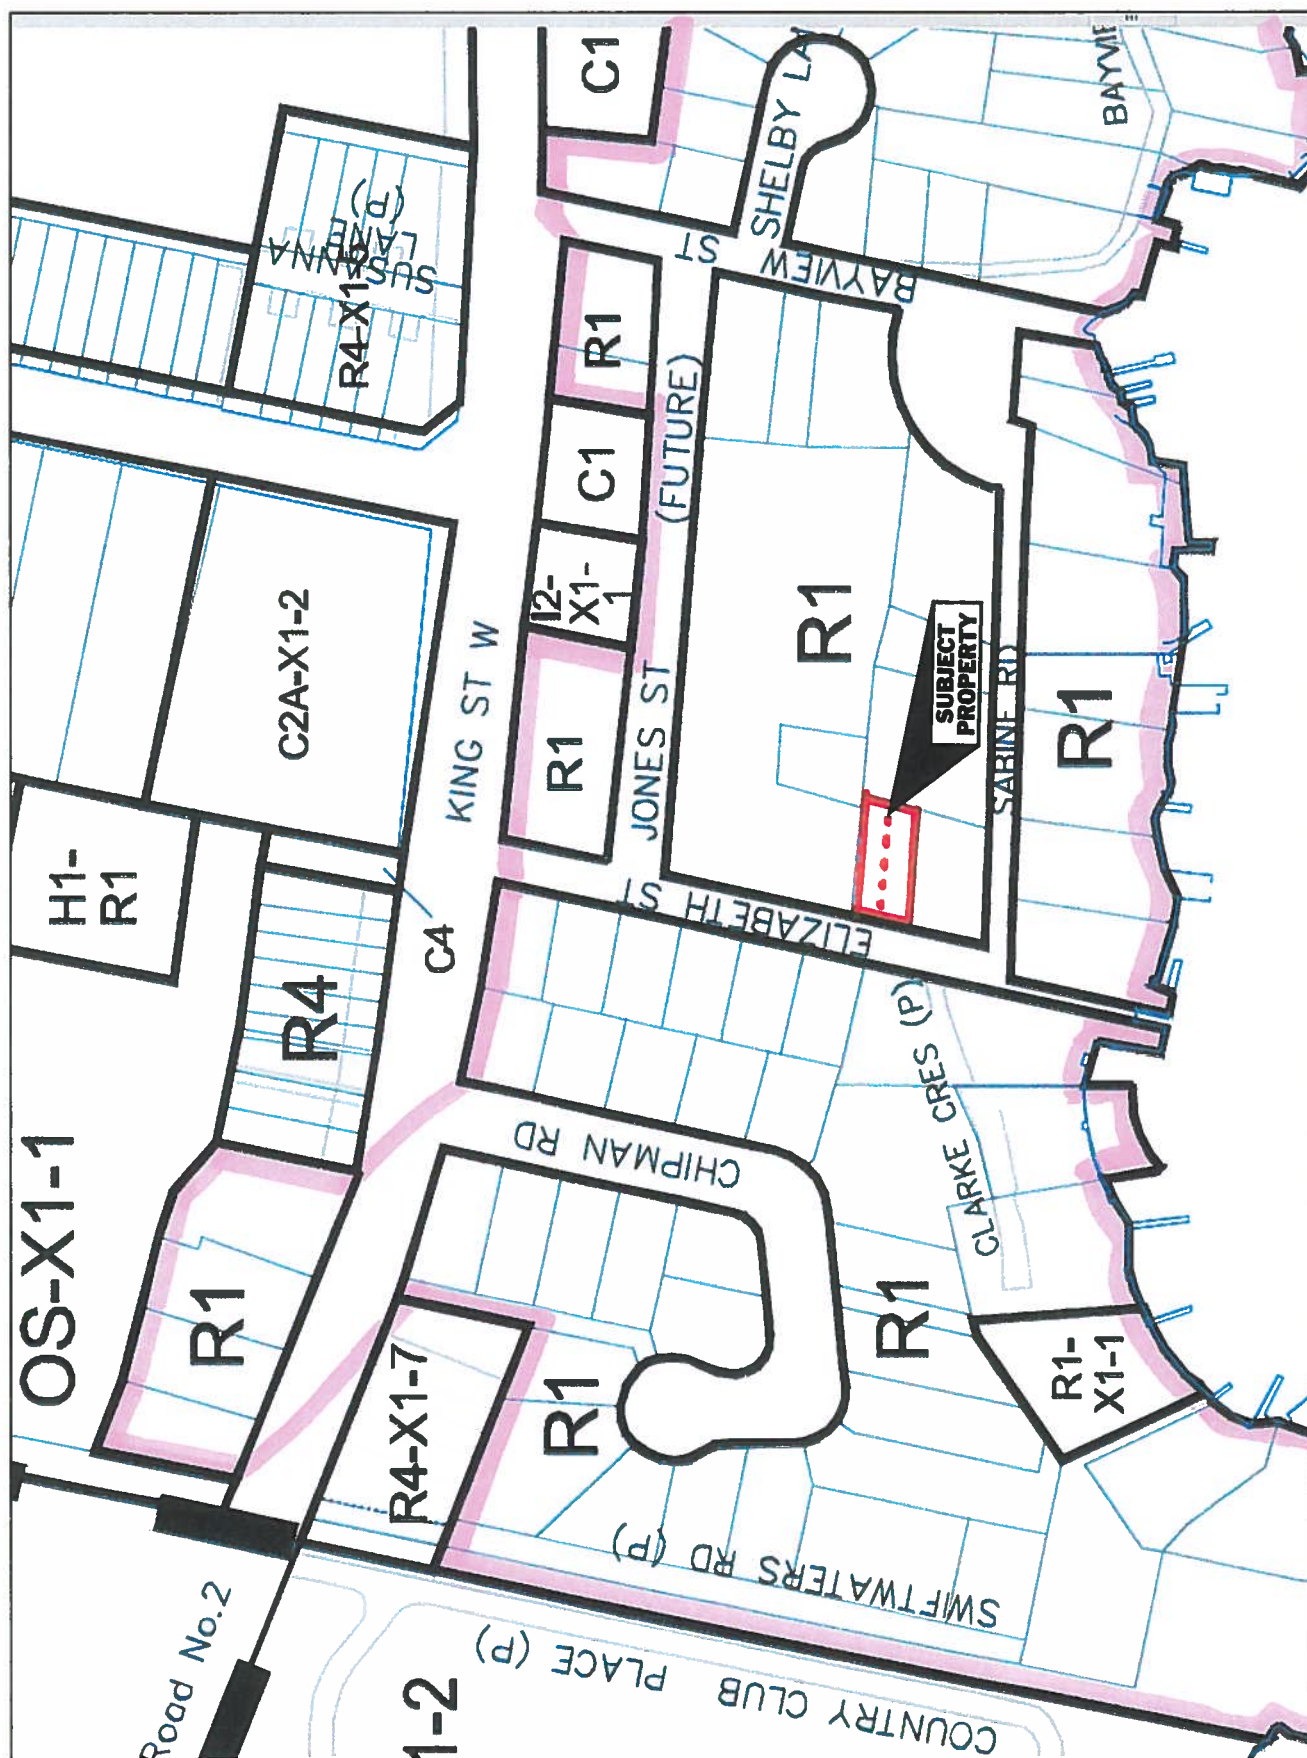 C1
SHELBY LA
BAYVIE
SUSANNA
LANE
(P)
R4-X1-
BAYVIEW ST
R1
C1
I2-
X1-
1
R1
JONES ST
(FUTURE)
KING ST W
C2A-X1-2
H1-
R1
R4
C4
R1
SUBJECT
PROPERTY
SABINE RD
R1
ELIZABETH ST
CLARKE CRES (P)
CHIPMAN RD
OS-X1-1
R1
R4-X1-7
R1
R1
R1-
X1-1
SWIFTWATERS RD (P)
COUNTRY CLUB PLACE (P)
Road No.2
1-2